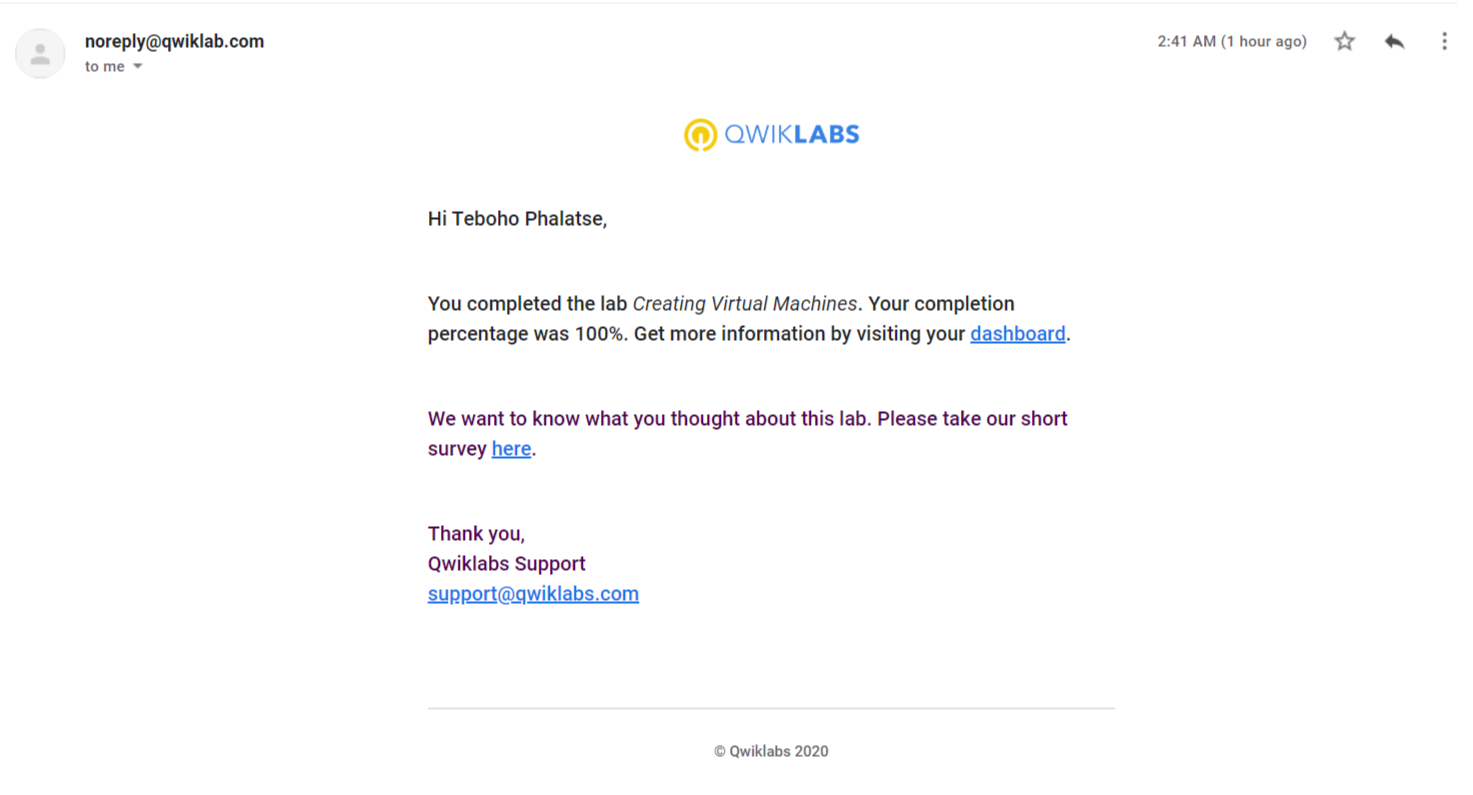 noreply@qwiklab.com
2:41 AM (1 hour ago)
to me
QWIKLABS
Hi Teboho Phalatse,
You completed the lab Creating Virtual Machines. Your completion
percentage was 100%. Get more information by visiting your dashboard.
We want to know what you thought about this lab. Please take our short
survey here.
Thank you,
Qwiklabs Support
support@qwiklabs.com
© Qwiklabs 2020